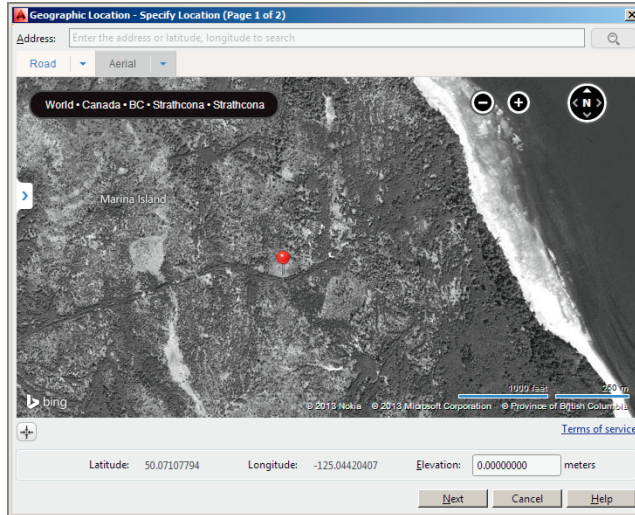 Geographic Location - Specify Location (Page 1 of 2)
Address: Enter the address or latitude, longitude to search
Road Aerial
World • Canada • BC • Strathcona • Strathcona
N
Marina Island
1000 feet 250 m
bing
© 2013 Nokia © 2013 Microsoft Corporation © Province of British Columbia
Terms of service
Latitude: 50.07107794 Longitude: -125.04420407 Elevation: 0.00000000 meters
Next Cancel Help